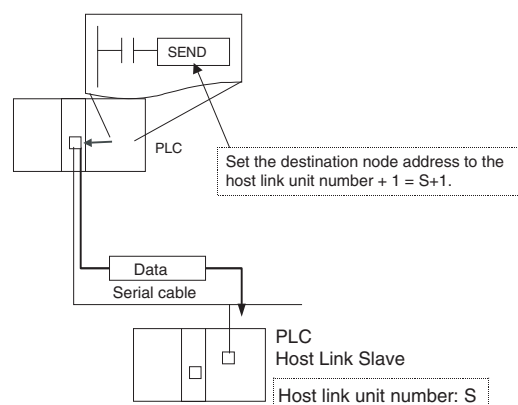 SEND
PLC
Set the destination node address to the
host link unit number + 1 = S+1.
Data
Serial cable
PLC
Host Link Slave
Host link unit number: S